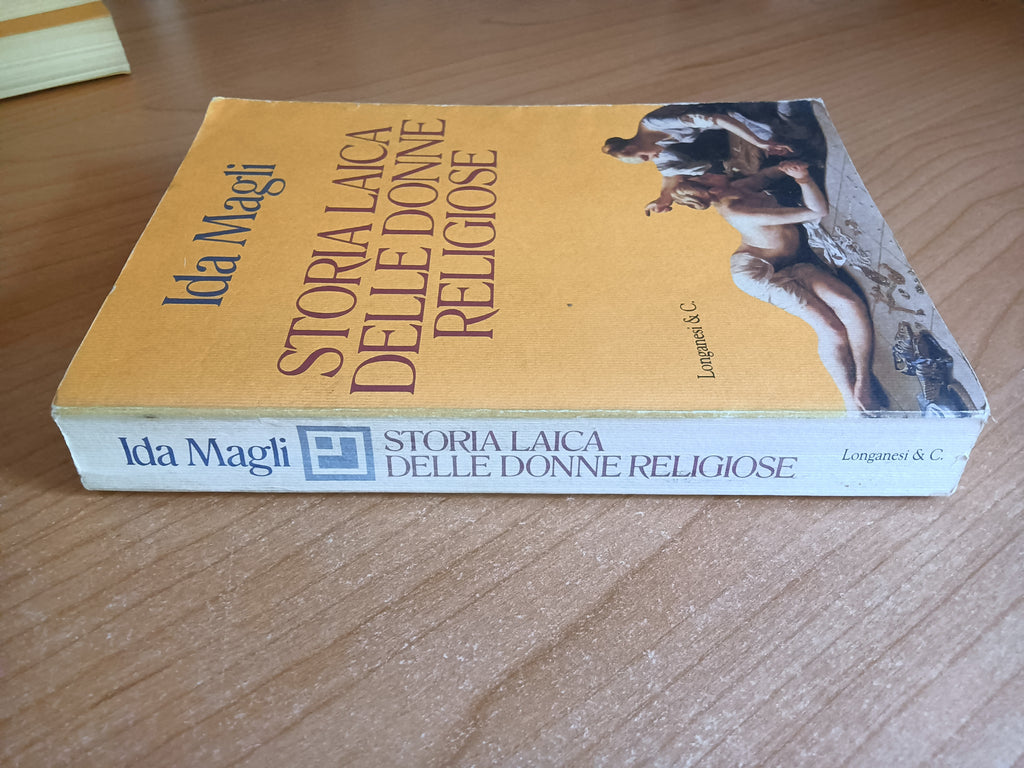 Ida Magli
STORIA LAICA
DELLE DONNE
RELIGIOSE
Longanesi & C.
Ida Magli
STORIA LAICA
DELLE DONNE RELIGIOSE
Longanesi & C.